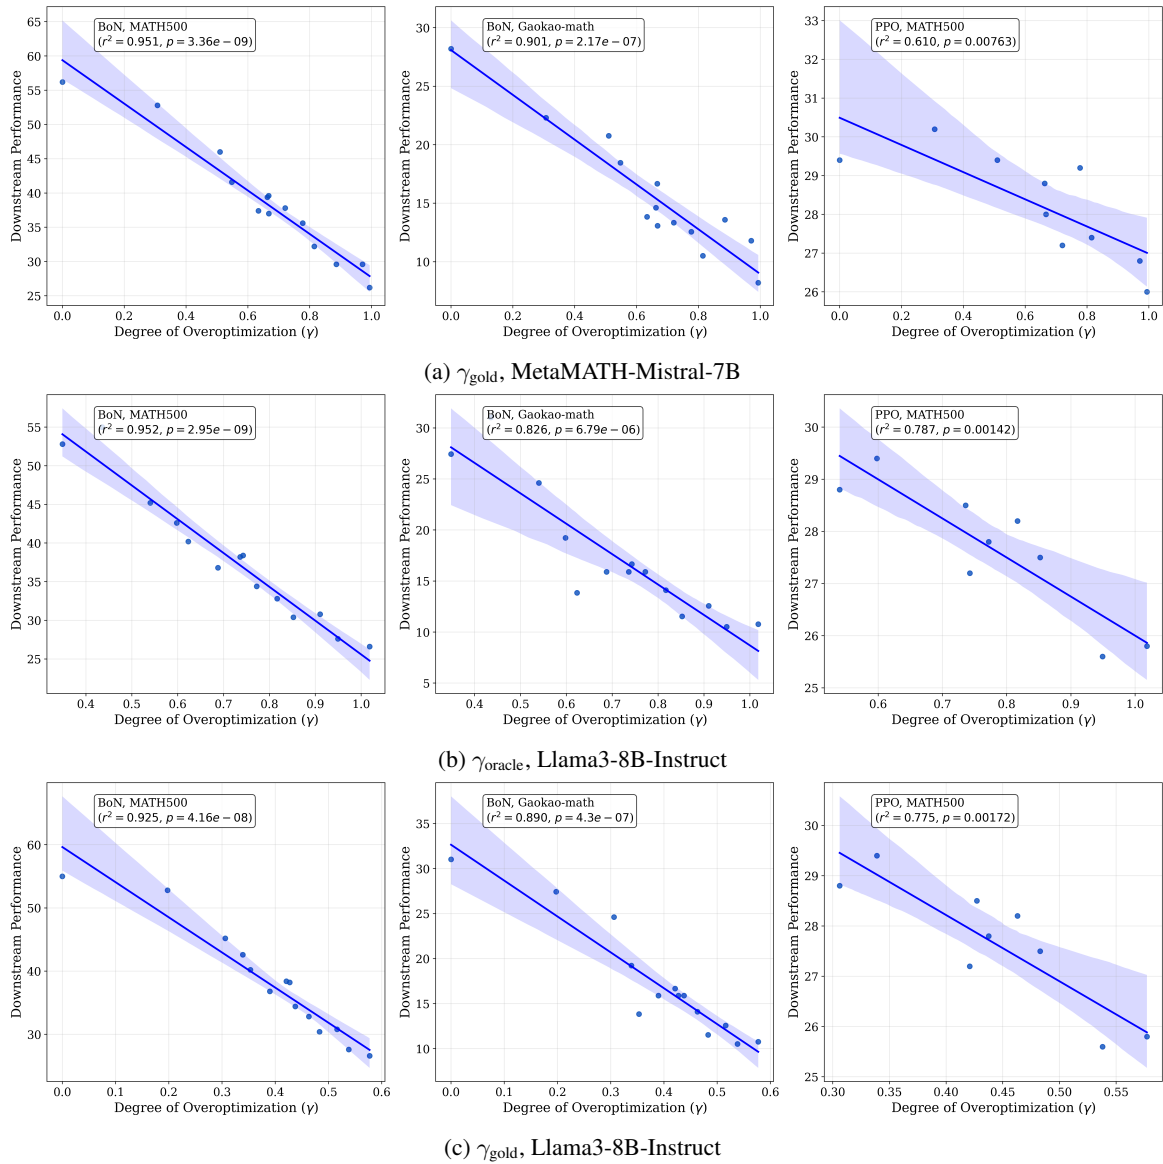 BoN, MATH500
(r² = 0.951, p = 3.36e − 09)
65
60
55
50
45
40
35
30
25
0.0 0.2 0.4 0.6 0.8 1.0
Downstream Performance
Degree of Overoptimization (γ)
BoN, Gaokao-math
(r² = 0.901, p = 2.17e − 07)
30
25
20
15
10
0.0 0.2 0.4 0.6 0.8 1.0
Downstream Performance
Degree of Overoptimization (γ)
PPO, MATH500
(r² = 0.610, p = 0.00763)
33
32
31
30
29
28
27
26
0.0 0.2 0.4 0.6 0.8 1.0
Downstream Performance
Degree of Overoptimization (γ)
(a) γgold, MetaMATH-Mistral-7B
BoN, MATH500
(r² = 0.952, p = 2.95e − 09)
55
50
45
40
35
30
25
0.4 0.5 0.6 0.7 0.8 0.9 1.0
Downstream Performance
Degree of Overoptimization (γ)
BoN, Gaokao-math
(r² = 0.826, p = 6.79e − 06)
30
25
20
15
10
5
0.4 0.5 0.6 0.7 0.8 0.9 1.0
Downstream Performance
Degree of Overoptimization (γ)
PPO, MATH500
(r² = 0.787, p = 0.00142)
30
29
28
27
26
25
0.6 0.7 0.8 0.9 1.0
Downstream Performance
Degree of Overoptimization (γ)
(b) γoracle, Llama3-8B-Instruct
BoN, MATH500
(r² = 0.925, p = 4.16e − 08)
60
50
40
30
0.0 0.1 0.2 0.3 0.4 0.5 0.6
Downstream Performance
Degree of Overoptimization (γ)
BoN, Gaokao-math
(r² = 0.890, p = 4.3e − 07)
35
30
25
20
15
10
0.0 0.1 0.2 0.3 0.4 0.5 0.6
Downstream Performance
Degree of Overoptimization (γ)
PPO, MATH500
(r² = 0.775, p = 0.00172)
30
29
28
27
26
25
0.30 0.35 0.40 0.45 0.50 0.55
Downstream Performance
Degree of Overoptimization (γ)
(c) γgold, Llama3-8B-Instruct